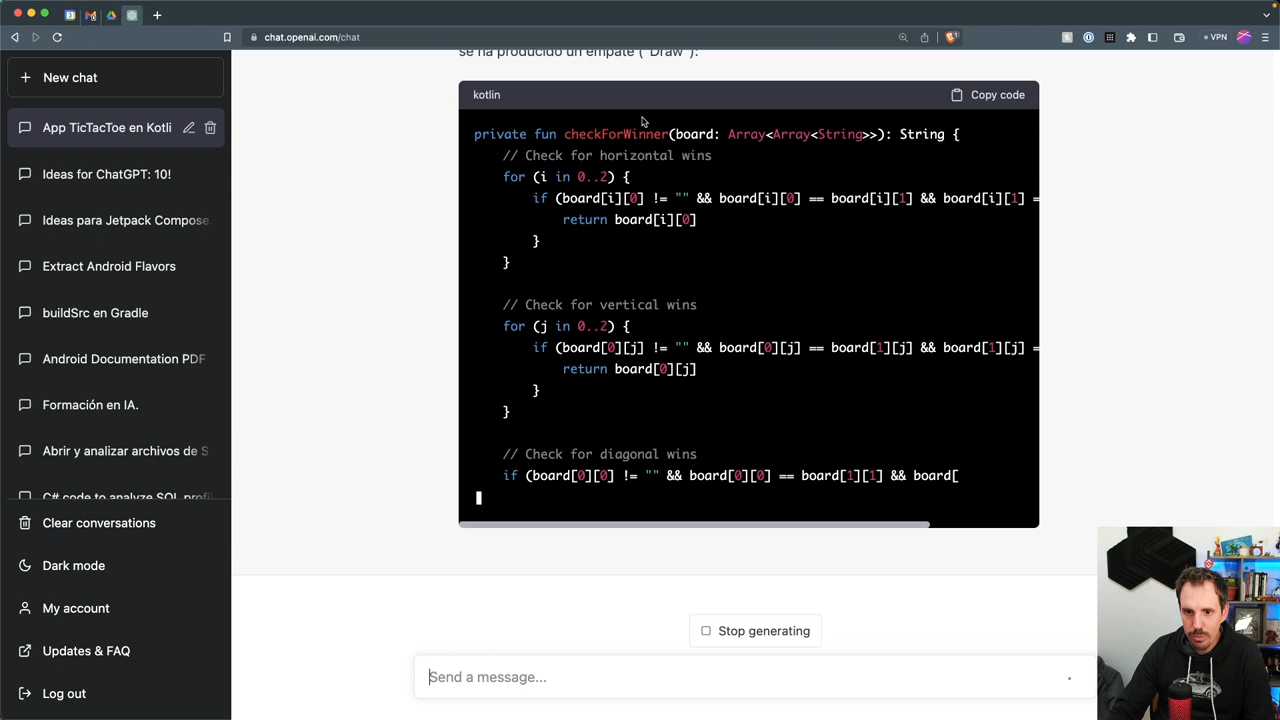 chat.openai.com/chat
VPN
New chat
App TicTacToe en Kotli
Ideas for ChatGPT: 10!
Ideas para Jetpack Compose.
Extract Android Flavors
buildSrc en Gradle
Android Documentation PDF
Formación en IA.
Abrir y analizar archivos de S
C# code to analyze SQL profi
Clear conversations
Dark mode
My account
Updates & FAQ
Log out
se ha producido un empate ("Draw"):
kotlin
Copy code
private fun checkForWinner(board: Array<Array<String>>): String {
// Check for horizontal wins
for (i in 0..2) {
if (board[i][0] != "" && board[i][0] == board[i][1] && board[i][1] =
return board[i][0]
}
}
// Check for vertical wins
for (j in 0..2) {
if (board[0][j] != "" && board[0][j] == board[1][j] && board[1][j] =
return board[0][j]
}
}
// Check for diagonal wins
if (board[0][0] != "" && board[0][0] == board[1][1] && board[
Stop generating
Send a message...